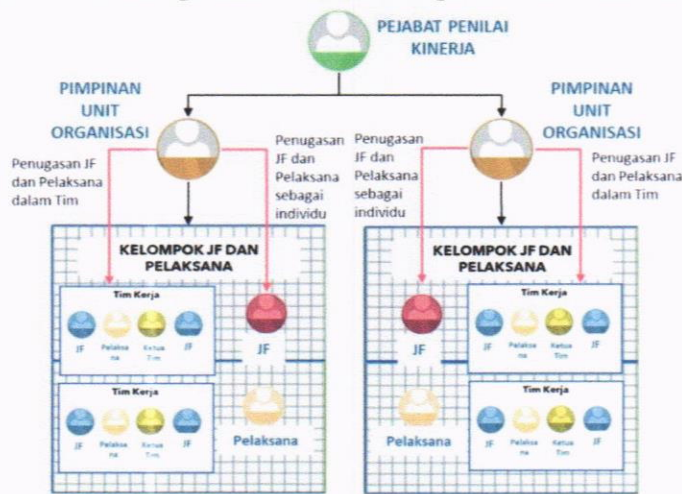 PEJABAT PENILAI
KINERJA
PIMPINAN
UNIT
ORGANISASI
Penugasan JF
dan Pelaksana
dalam Tim
Penugasan
JF dan
Pelaksana
sebagai
individu
Penugasan
JF dan
Pelaksana
sebagai
individu
PIMPINAN
UNIT
ORGANISASI
Penugasan JF
dan Pelaksana
dalam Tim
KELOMPOK JF DAN
PELAKSANA
Tim Kerja
JF Pelaksa Ketua JF
na Tim
JF
Tim Kerja
JF Pelaksa Ketua JF
na Tim
Pelaksana
KELOMPOK JF DAN
PELAKSANA
JF
Tim Kerja
JF Pelaksa Ketua JF
na Tim
Pelaksana
Tim Kerja
JF Pelaksa Ketua JF
na Tim